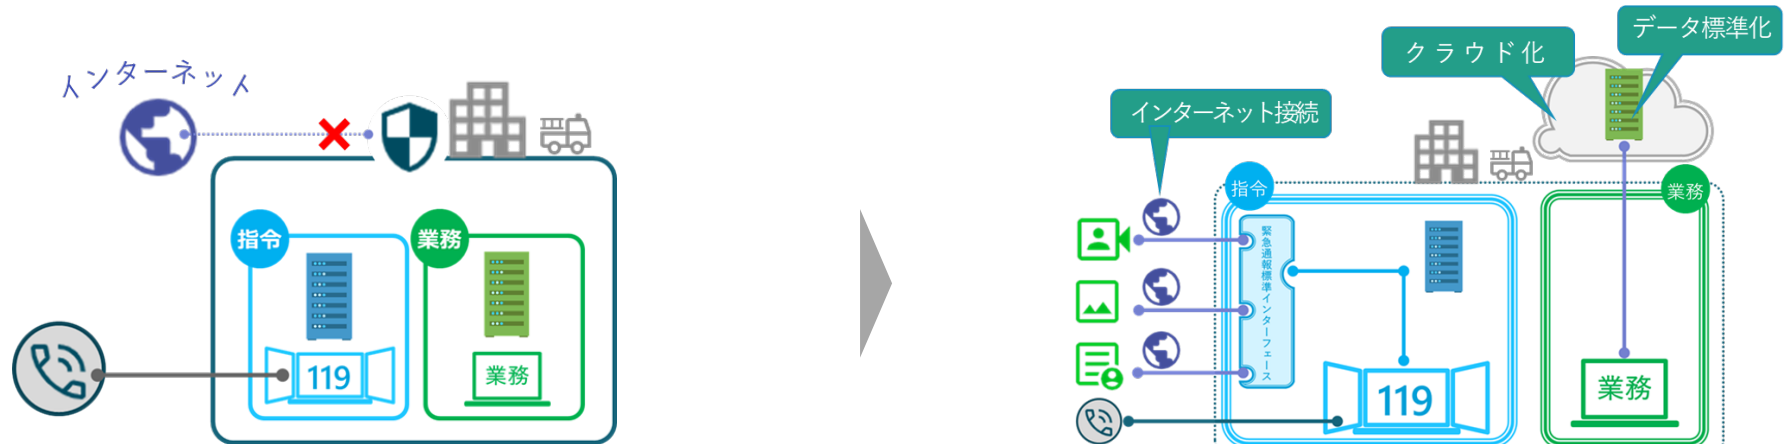 インターネット
指令
業務
119
業務
データ標準化
クラウド化
インターネット接続
指令
業務
緊急通報標準インターフェース
119
業務